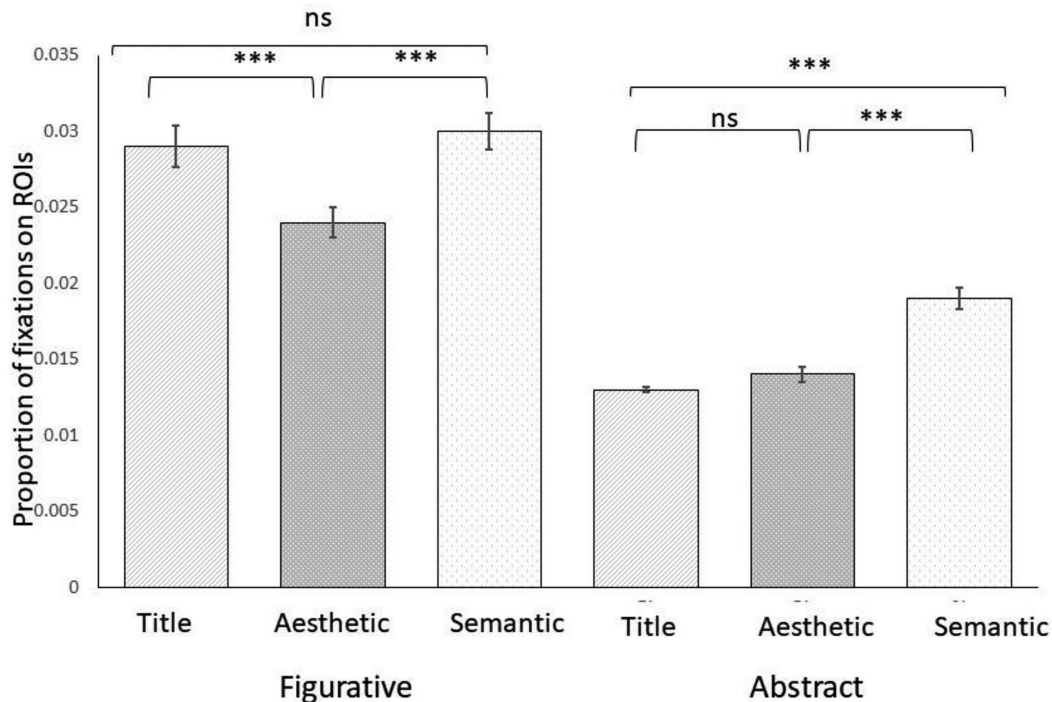 ns
0.035
*** ***
***
0.03
ns ***
0.025
0.02
0.015
0.01
0.005
0
Proportion of fixations on ROIs
Title Aesthetic Semantic Title Aesthetic Semantic
Figurative Abstract